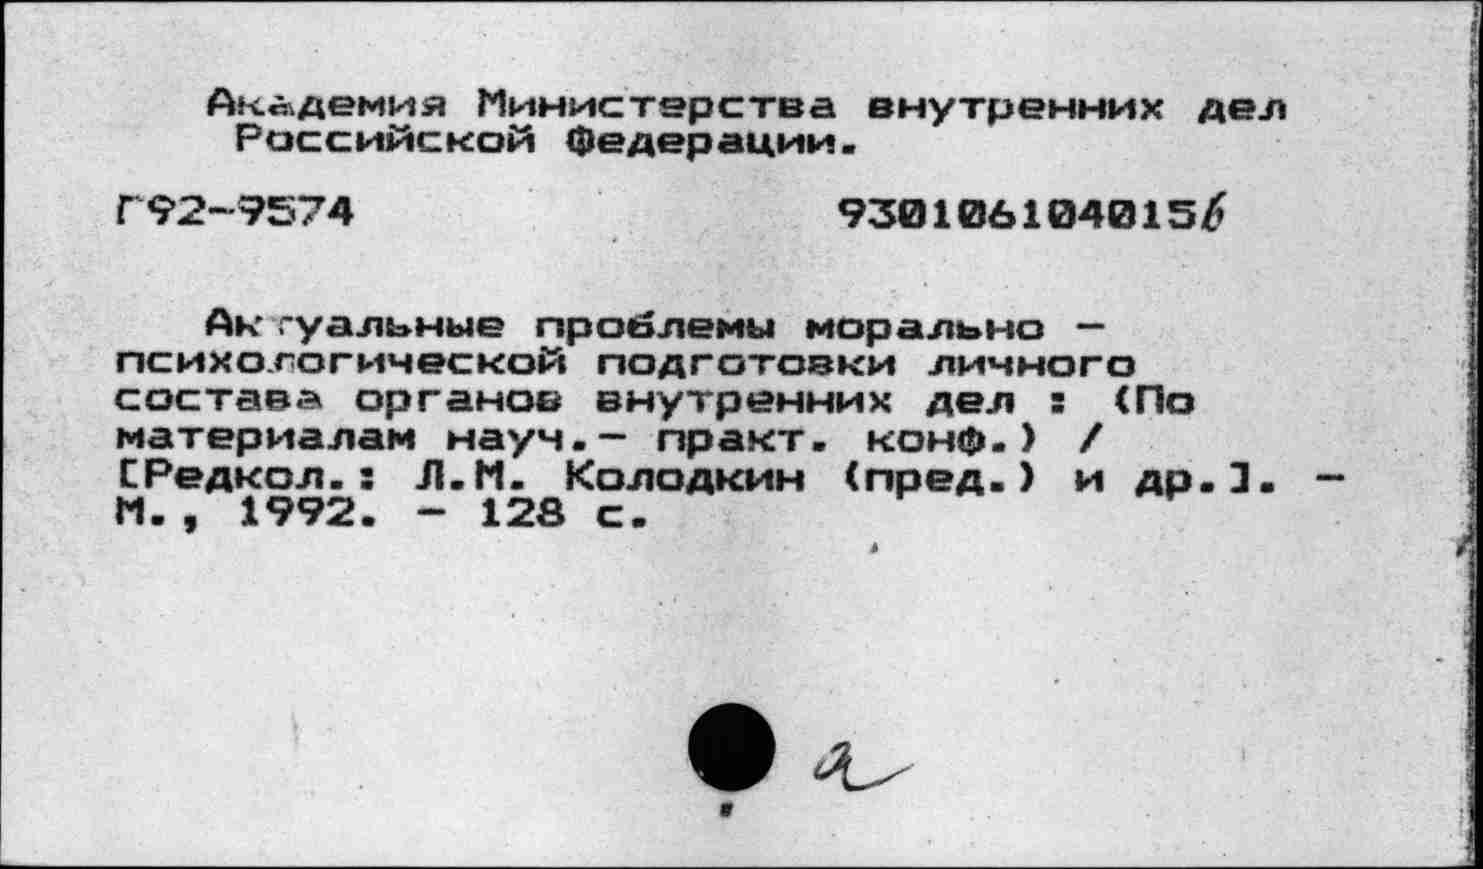 Академия Министерства внутренних дел
Российской Федерации.
Г92-9574 9301061040156
Актуальные проблемы морально -
психологической подготовки личного
состава органов внутренних дел : (По
материалам науч.- практ. конф.) /
[Редкол.: Л.М. Колодкин (пред.) и др.]. -
М., 1992. - 128 с.